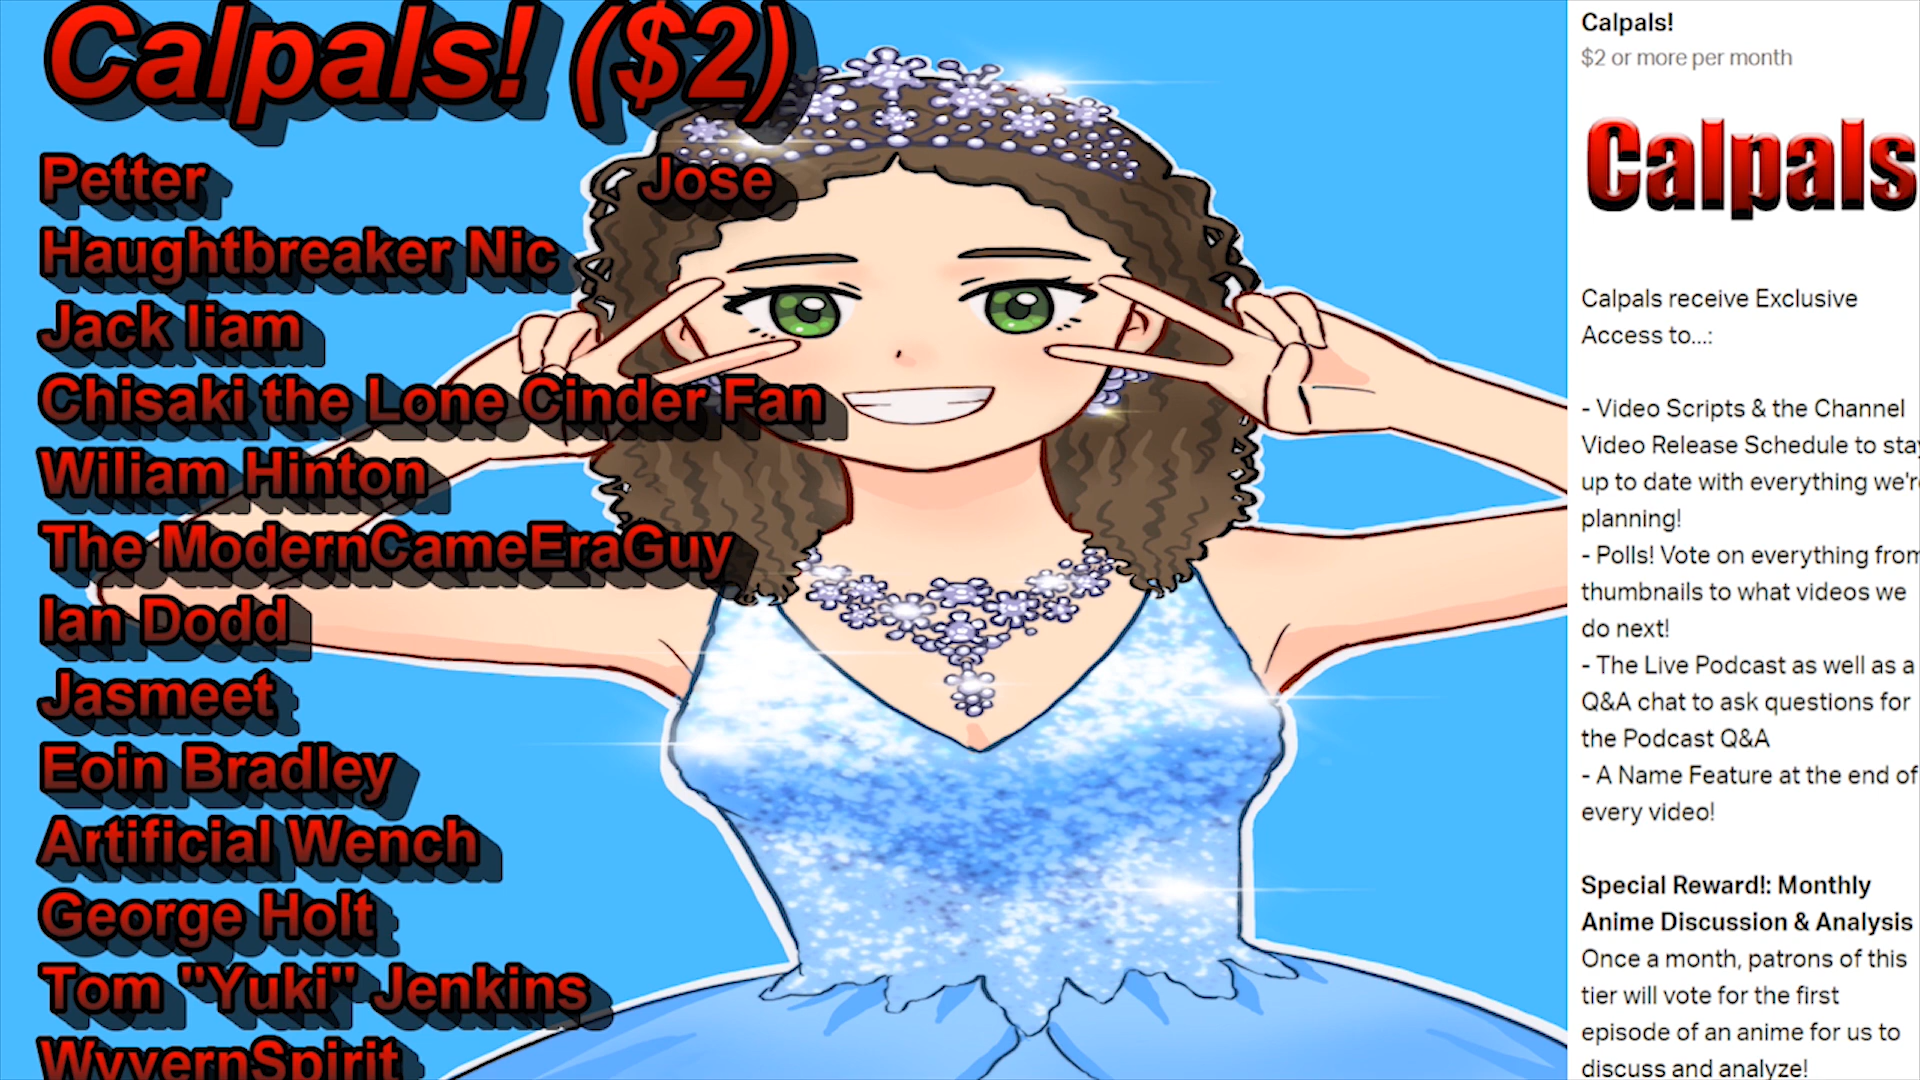 Calpals! ($2)
Petter
Jose
Haughtbreaker Nic
Jack liam
Chisaki the Lone Cinder Fan
Wiliam Hinton
The ModernCameEraGuy
Ian Dodd
Jasmeet
Eoin Bradley
Artificial Wench
George Holt
Tom "Yuki" Jenkins
WyvernSpirit
Calpals!
$2 or more per month
Calpals
Calpals receive Exclusive
Access to...:
- Video Scripts & the Channel
Video Release Schedule to stay
up to date with everything we're
planning!
- Polls! Vote on everything from
thumbnails to what videos we
do next!
- The Live Podcast as well as a
Q&A chat to ask questions for
the Podcast Q&A
- A Name Feature at the end of
every video!
Special Reward!: Monthly
Anime Discussion & Analysis
Once a month, patrons of this
tier will vote for the first
episode of an anime for us to
discuss and analyze!